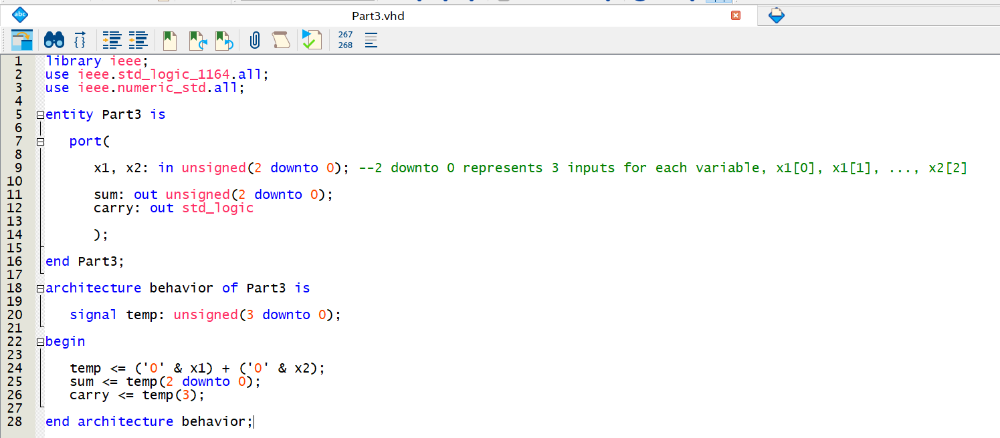 abc
Part3.vhd
267
268
1 library ieee;
2 use ieee.std_logic_1164.all;
3 use ieee.numeric_std.all;
4
5 entity Part3 is
6
7    port(
8
9       x1, x2: in unsigned(2 downto 0); --2 downto 0 represents 3 inputs for each variable, x1[0], x1[1], ..., x2[2]
10
11       sum: out unsigned(2 downto 0);
12       carry: out std_logic
13
14       );
15
16 end Part3;
17
18 architecture behavior of Part3 is
19
20    signal temp: unsigned(3 downto 0);
21
22 begin
23
24    temp <= ('0' & x1) + ('0' & x2);
25    sum <= temp(2 downto 0);
26    carry <= temp(3);
27
28 end architecture behavior;